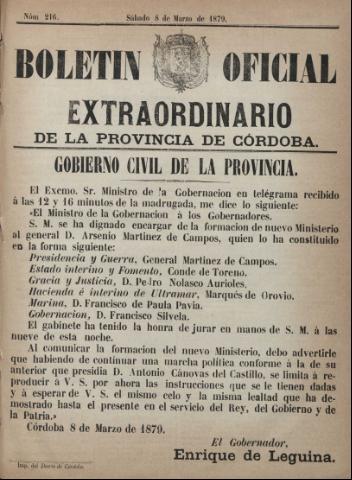 Núm. 216. Sábado 8 de Marzo de 1879.
BOLETIN OFICIAL
EXTRAORDINARIO
DE LA PROVINCIA DE CÓRDOBA.
GOBIERNO CIVIL DE LA PROVINCIA.
El Excmo. Sr. Ministro de la Gobernacion en telégrama recibido
á las 12 y 16 minutos de la madrugada, me dice lo siguiente:
«El Ministro de la Gobernacion á los Gobernadores.
S. M. se ha dignado encargar de la formacion de nuevo Ministerio
al general D. Arsenio Martinez de Campos, quien lo ha constituido
en la forma siguiente:
Presidencia y Guerra, General Martinez de Campos.
Estado interino y Fomento, Conde de Toreno.
Gracia y Justicia, D. Pedro Nolasco Aurioles.
Hacienda é interino de Ultramar, Marqués de Orovio.
Marina, D. Francisco de Paula Pavia.
Gobernacion, D. Francisco Silvela.
El gabinete ha tenido la honra de jurar en manos de S. M. á las
nueve de esta noche.
Al comunicar la formacion del nuevo Ministerio, debo advertirle
que habiendo de continuar una marcha política conforme á la de su
anterior que presidia D. Antonio Cánovas del Castillo, se limita á re-
producir á V. S. por ahora las instrucciones que se le tienen dadas
y á esperar de V. S. el mismo celo y la misma lealtad que ha de-
mostrado hasta el presente en el servicio del Rey, del Gobierno y de
la Patria.»
Córdoba 8 de Marzo de 1879.
El Gobernador,
Enrique de Leguina.
Imp. del Diario de Córdoba.